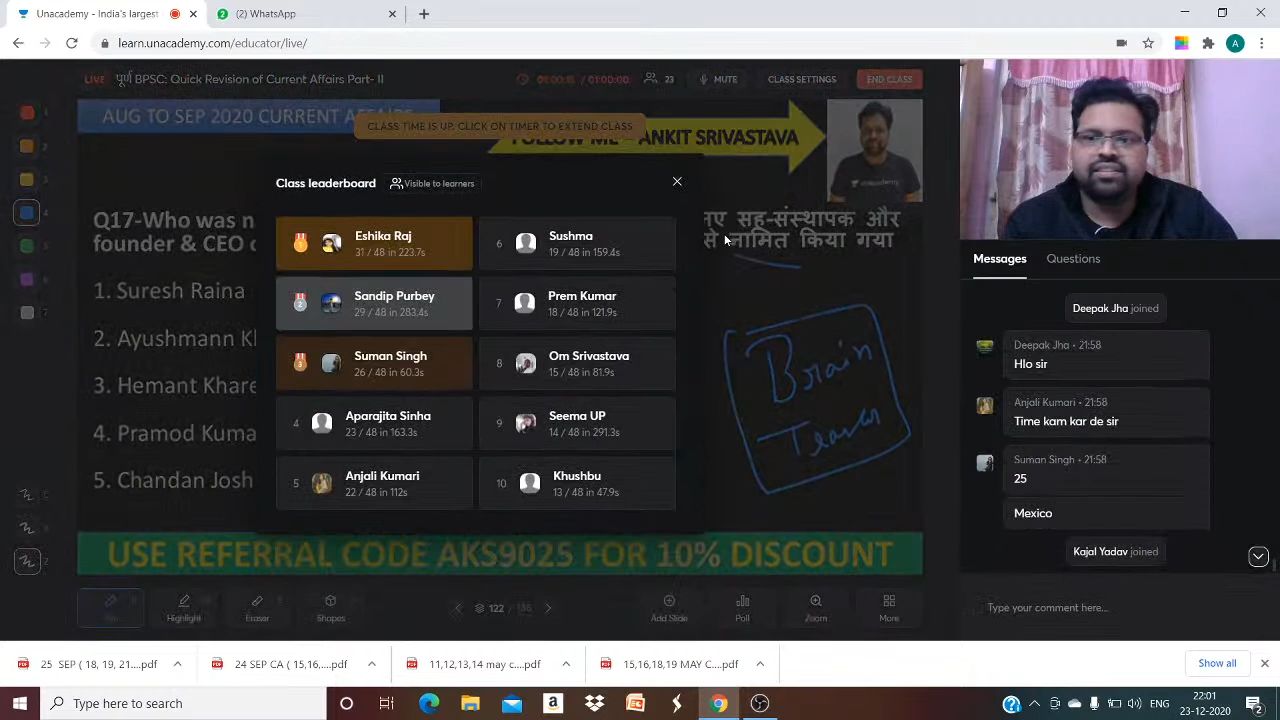 Unacademy - India's largest
(2) WhatsApp
learn.unacademy.com/educator/live/
A
LIVE पूर्ण BPSC: Quick Revision of Current Affairs Part- II
01:00:00
23
MUTE
CLASS SETTINGS
END CLASS
AUG TO SEP 2020 CURRENT AFFAIRS
CLASS TIME IS UP. CLICK ON TIMER TO EXTEND CLASS
FOLLOW ME - ANKIT SRIVASTAVA
unacademy
Class leaderboard
Visible to learners
Eshika Raj
31 / 48 in 223.7s
Sandip Purbey
29 / 48 in 283.4s
Suman Singh
26 / 48 in 60.3s
4 Aparajita Sinha
23 / 48 in 163.3s
5 Anjali Kumari
22 / 48 in 112s
6 Sushma
19 / 48 in 159.4s
7 Prem Kumar
18 / 48 in 121.9s
8 Om Srivastava
15 / 48 in 81.9s
9 Seema UP
14 / 48 in 291.3s
10 Khushbu
13 / 48 in 47.9s
Q17-Who was
founder & CEO
सह-संस्थापक और
से नामित किया गया
1. Suresh Raina
2. Ayushmann
3. Hemant Khare
4. Pramod Kuma
5. Chandan Josh
Brain
USE REFERRAL CODE AKS9025 FOR 10% DISCOUNT
Pen
Highlight
Eraser
Shapes
122 / 136
Add Slide
Poll
Zoom
More
Messages
Questions
Deepak Jha joined
Deepak Jha • 21:58
Hlo sir
Anjali Kumari • 21:58
Time kam kar de sir
Suman Singh • 21:58
25
Mexico
Kajal Yadav joined
Type your comment here...
25 SEP ( 18, 19, 21....pdf
24 SEP CA ( 15,16,....pdf
11,12,13,14 may c....pdf
15,16,18,19 MAY C....pdf
Show all
Type here to search
ENG
22:01
23-12-2020
2